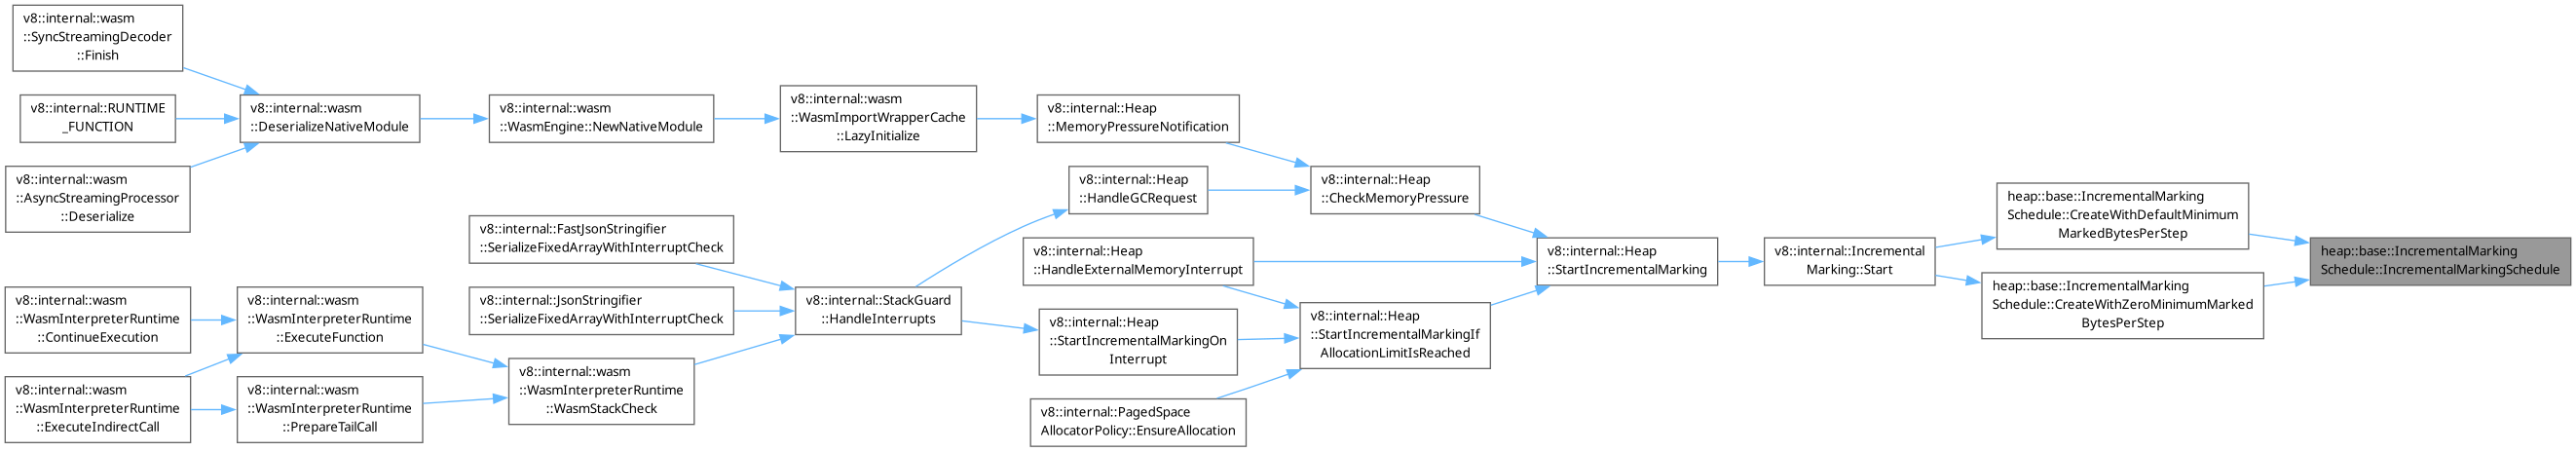 v8::internal::wasm
::SyncStreamingDecoder
::Finish
v8::internal::RUNTIME
_FUNCTION
v8::internal::wasm
::AsyncStreamingProcessor
::Deserialize
v8::internal::wasm
::DeserializeNativeModule
v8::internal::wasm
::WasmEngine::NewNativeModule
v8::internal::wasm
::WasmImportWrapperCache
::LazyInitialize
v8::internal::Heap
::MemoryPressureNotification
v8::internal::Heap
::HandleGCRequest
v8::internal::Heap
::CheckMemoryPressure
v8::internal::FastJsonStringifier
::SerializeFixedArrayWithInterruptCheck
v8::internal::JsonStringifier
::SerializeFixedArrayWithInterruptCheck
v8::internal::wasm
::WasmInterpreterRuntime
::ContinueExecution
v8::internal::wasm
::WasmInterpreterRuntime
::ExecuteIndirectCall
v8::internal::wasm
::WasmInterpreterRuntime
::ExecuteFunction
v8::internal::wasm
::WasmInterpreterRuntime
::PrepareTailCall
v8::internal::wasm
::WasmInterpreterRuntime
::WasmStackCheck
v8::internal::StackGuard
::HandleInterrupts
v8::internal::Heap
::HandleExternalMemoryInterrupt
v8::internal::Heap
::StartIncrementalMarkingOn
Interrupt
v8::internal::PagedSpace
AllocatorPolicy::EnsureAllocation
v8::internal::Heap
::StartIncrementalMarkingIf
AllocationLimitIsReached
v8::internal::Heap
::StartIncrementalMarking
v8::internal::Incremental
Marking::Start
heap::base::IncrementalMarking
Schedule::CreateWithDefaultMinimum
MarkedBytesPerStep
heap::base::IncrementalMarking
Schedule::CreateWithZeroMinimumMarked
BytesPerStep
heap::base::IncrementalMarking
Schedule::IncrementalMarkingSchedule